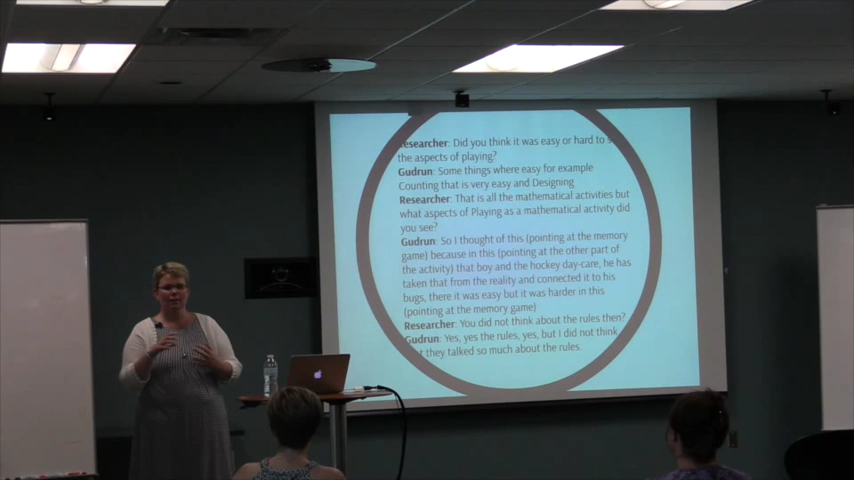 esearcher: Did you think it was easy or hard to s
the aspects of playing?
Gudrun: Some things where easy for example
Counting that is very easy and Designing
Researcher: That is all the mathematical activities but
what aspects of Playing as a mathematical activity did
you see?
Gudrun: So I thought of this (pointing at the memory
game) because in this (pointing at the other part of
the activity) that boy and the hockey day-care, he has
taken that from the reality and connected it to his
bugs, there it was easy but it was harder in this
(pointing at the memory game)
Researcher: You did not think about the rules then?
Gudrun: Yes, yes the rules, yes, but I did not think
t they talked so much about the rules.